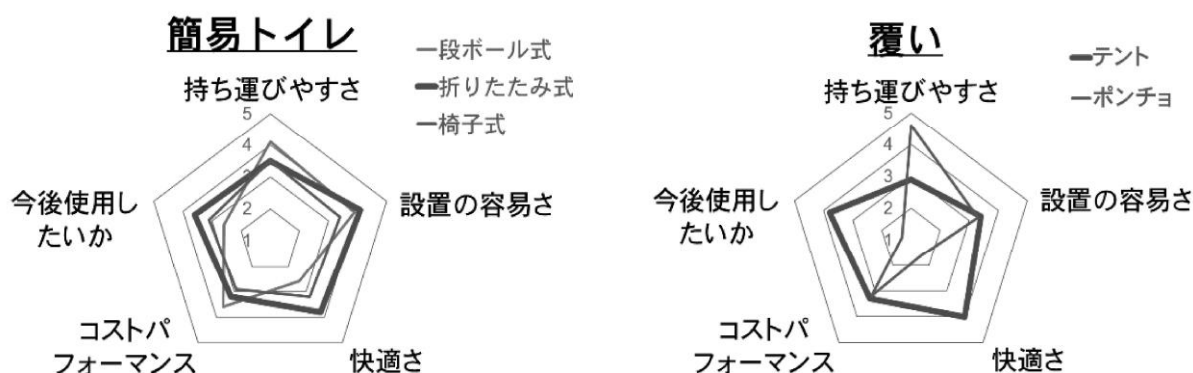 簡易トイレ
段ボール式
折りたたみ式
椅子式
持ち運びやすさ
5
4
3
2
1
設置の容易さ
快適さ
コストパ
フォーマンス
今後使用し
たいか
覆い
テント
ポンチョ
持ち運びやすさ
5
4
3
2
1
設置の容易さ
快適さ
コストパ
フォーマンス
今後使用し
たいか